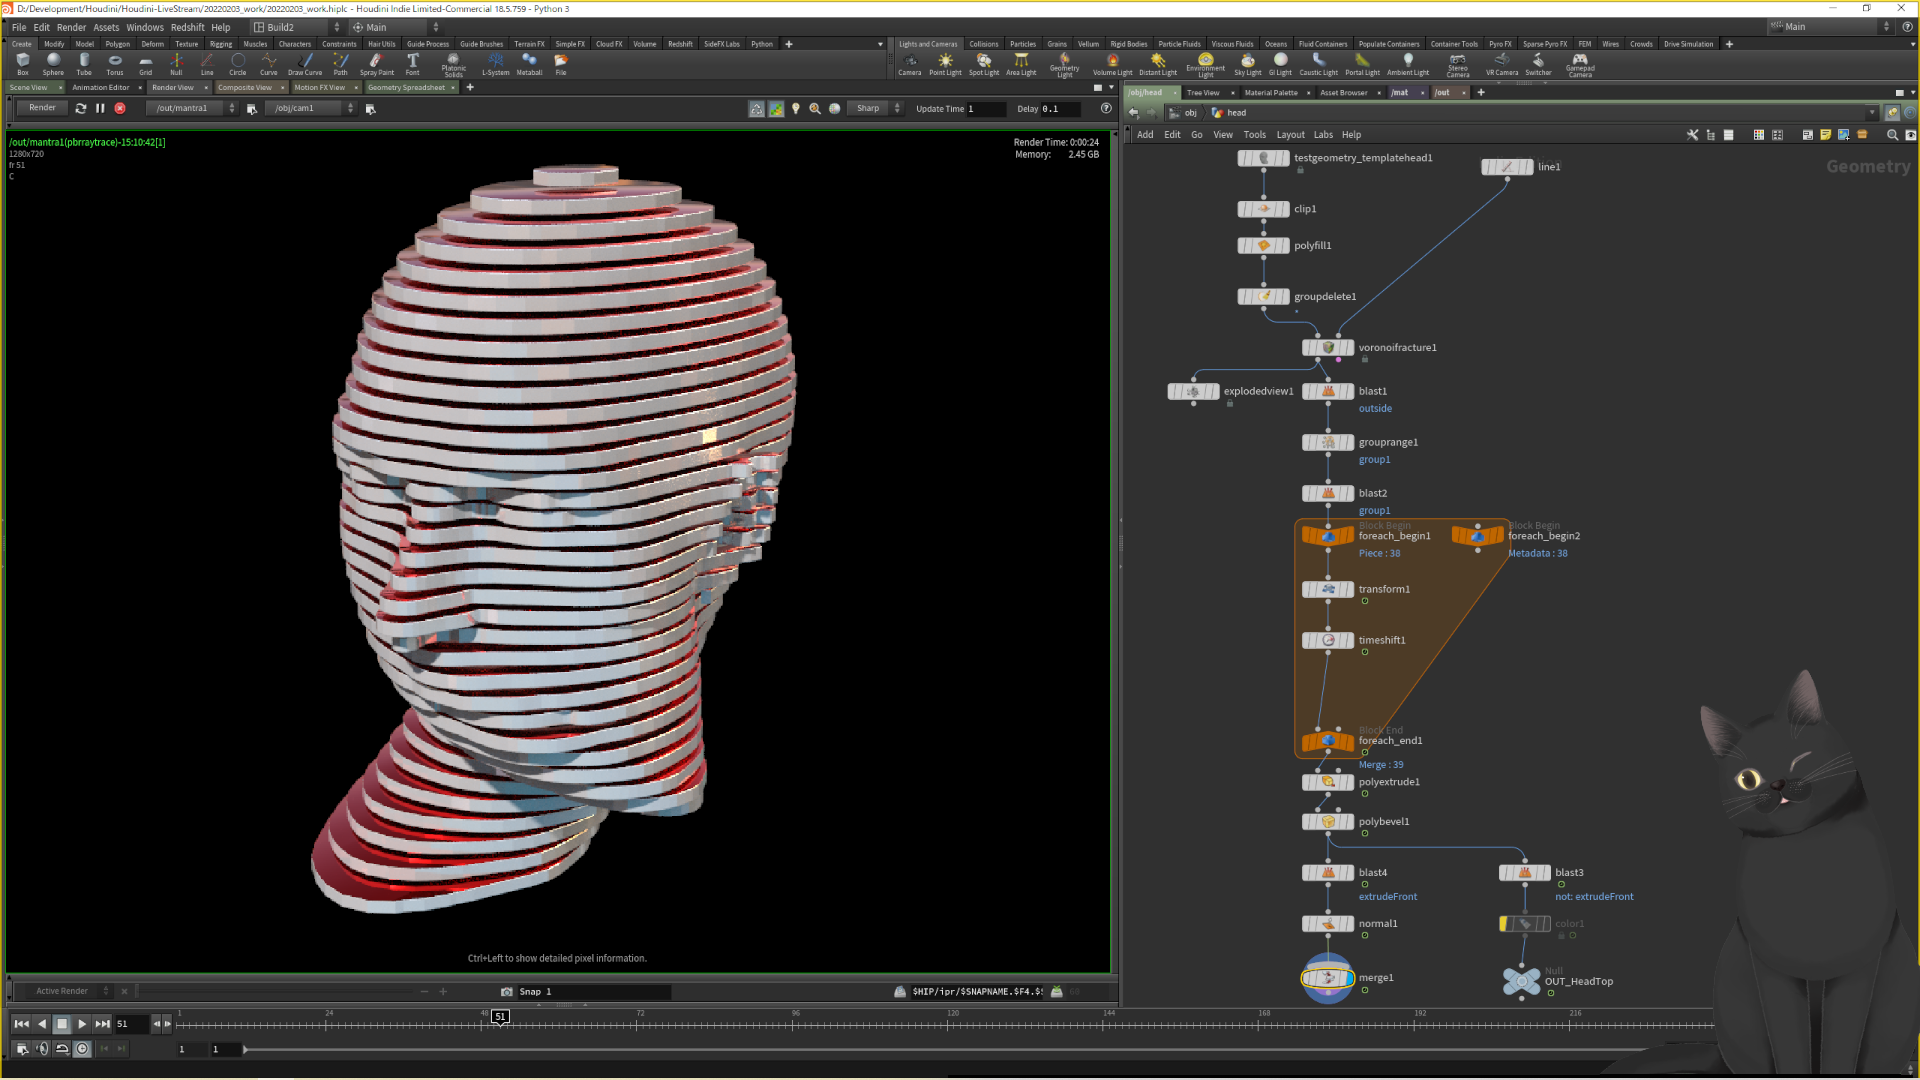 D:/Development/Houdini/Houdini-LiveStream/20220203_work/20220203_work.hiplc - Houdini Indie Limited-Commercial 18.5.759 - Python 3
File Edit Render Assets Windows Redshift Help Build2 Main Main
Create Modify Model Polygon Deform Texture Rigging Muscles Characters Constraints Hair Utils Guide Process Guide Brushes Terrain FX Simple FX Cloud FX Volume Redshift SideFX Labs Python
Lights and Cameras Collisions Particles Grains Vellum Rigid Bodies Particle Fluids Viscous Fluids Oceans Fluid Containers Populate Containers Container Tools Pyro FX Sparse Pyro FX FEM Wires Crowds Drive Simulation
Box Sphere Tube Torus Grid Null Line Circle Curve Draw Curve Path Spray Paint Font Platonic Solids L-System Metaball File
Camera Point Light Spot Light Area Light Geometry Light Volume Light Distant Light Environment Light Sky Light GI Light Caustic Light Portal Light Ambient Light Stereo Camera VR Camera Switcher Gamepad Camera
Scene View Animation Editor Render View Composite View Motion FX View Geometry Spreadsheet
/obj/head Tree View Material Palette Asset Browser /mat /out
Render /out/mantra1 /obj/cam1 Sharp Update Time 1 Delay 0.1
obj head
Add Edit Go View Tools Layout Labs Help
/out/mantra1(pbrraytrace)-15:10:42[1]
1280x720
fr 51
C
Render Time: 0:00:24
Memory: 2.45 GB
Geometry
testgeometry_templatehead1
line1
clip1
polyfill1
groupdelete1
voronoifracture1
explodedview1
blast1
outside
grouprange1
group1
blast2
group1
Block Begin
foreach_begin1
Piece : 38
Block Begin
foreach_begin2
Metadata : 38
transform1
timeshift1
Block End
foreach_end1
Merge : 39
polyextrude1
polybevel1
blast4
extrudeFront
blast3
not: extrudeFront
normal1
color1
merge1
Null
OUT_HeadTop
Ctrl+Left to show detailed pixel information.
Active Render Snap 1 $HIP/ipr/$SNAPNAME.$F4.$
51 1 24 48 51 72 96 120 144 168 192 216
1 1